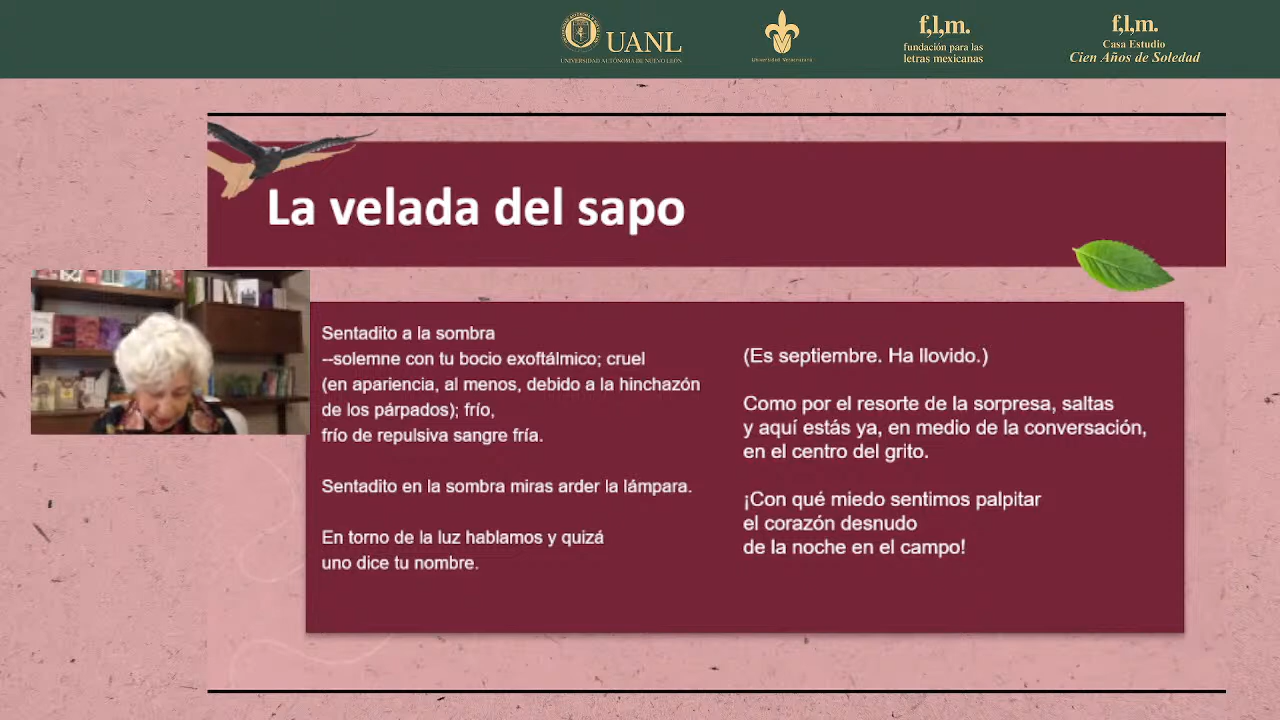 UANL
UNIVERSIDAD AUTÓNOMA DE NUEVO LEÓN
Universidad Veracruzana
f,l,m.
fundación para las
letras mexicanas
f,l,m.
Casa Estudio
Cien Años de Soledad
La velada del sapo
Sentadito a la sombra
--solemne con tu bocio exoftálmico; cruel
(en apariencia, al menos, debido a la hinchazón
de los párpados); frío,
frío de repulsiva sangre fría.
Sentadito en la sombra miras arder la lámpara.
En torno de la luz hablamos y quizá
uno dice tu nombre.
(Es septiembre. Ha llovido.)
Como por el resorte de la sorpresa, saltas
y aquí estás ya, en medio de la conversación,
en el centro del grito.
¡Con qué miedo sentimos palpitar
el corazón desnudo
de la noche en el campo!